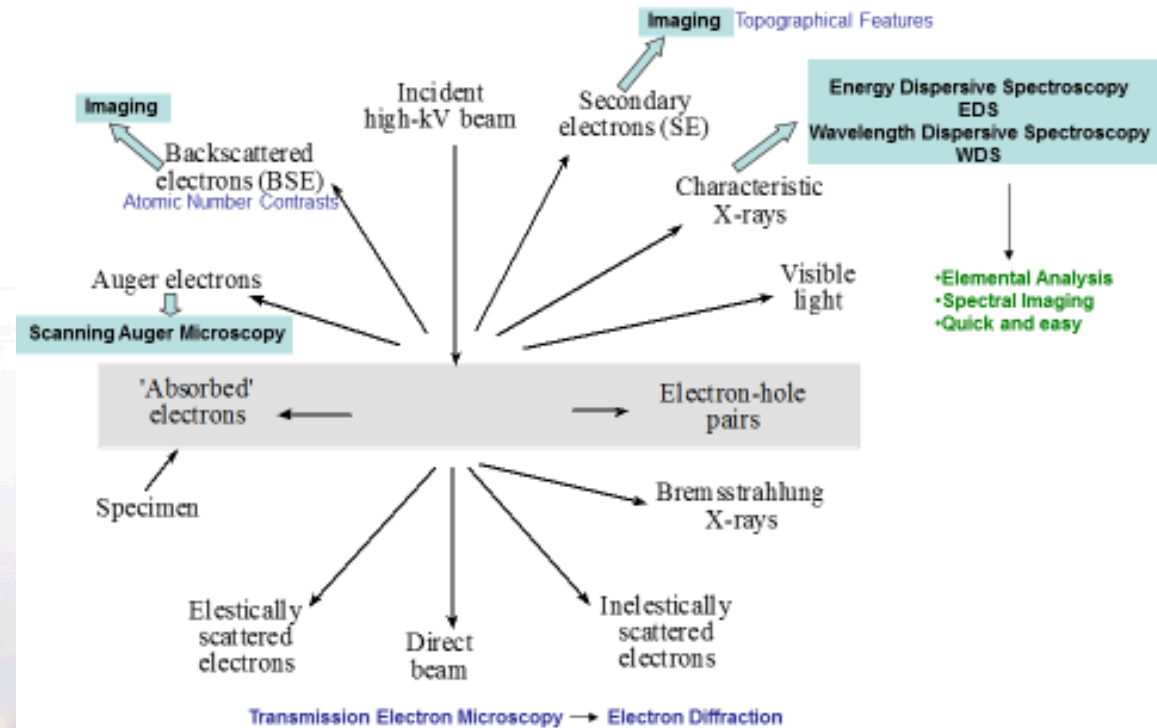 Imaging Topographical Features
Energy Dispersive Spectroscopy
EDS
Wavelength Dispersive Spectroscopy
WDS
Imaging
Incident
high-kV beam
Secondary
electrons (SE)
Backscattered
electrons (BSE)
Atomic Number Contrasts
Characteristic
X-rays
Auger electrons
Scanning Auger Microscopy
Visible
light
•Elemental Analysis
•Spectral Imaging
•Quick and easy
'Absorbed'
electrons
Electron-hole
pairs
Specimen
Bremsstrahlung
X-rays
Elestically
scattered
electrons
Direct
beam
Inelestically
scattered
electrons
Transmission Electron Microscopy → Electron Diffraction